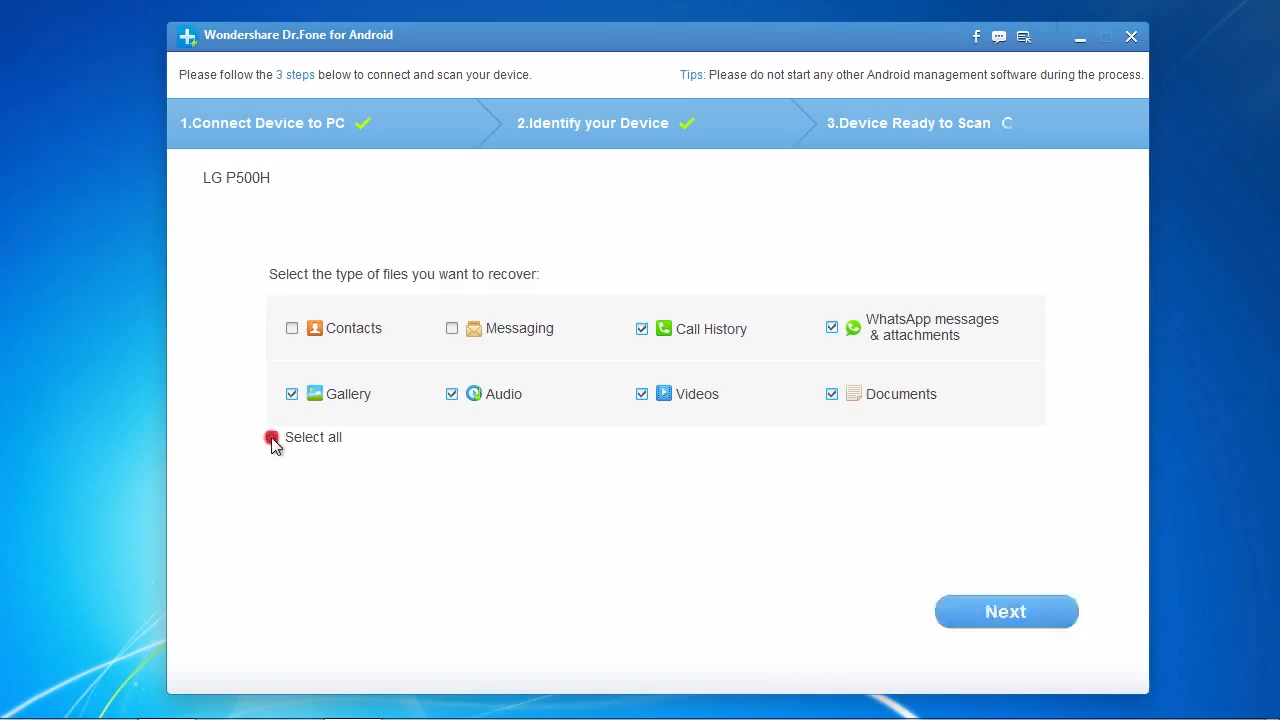 Wondershare Dr.Fone for Android
Please follow the 3 steps below to connect and scan your device.
Tips: Please do not start any other Android management software during the process.
1.Connect Device to PC
2.Identify your Device
3.Device Ready to Scan
LG P500H
Select the type of files you want to recover:
Contacts
Messaging
Call History
WhatsApp messages
& attachments
Gallery
Audio
Videos
Documents
Select all
Next